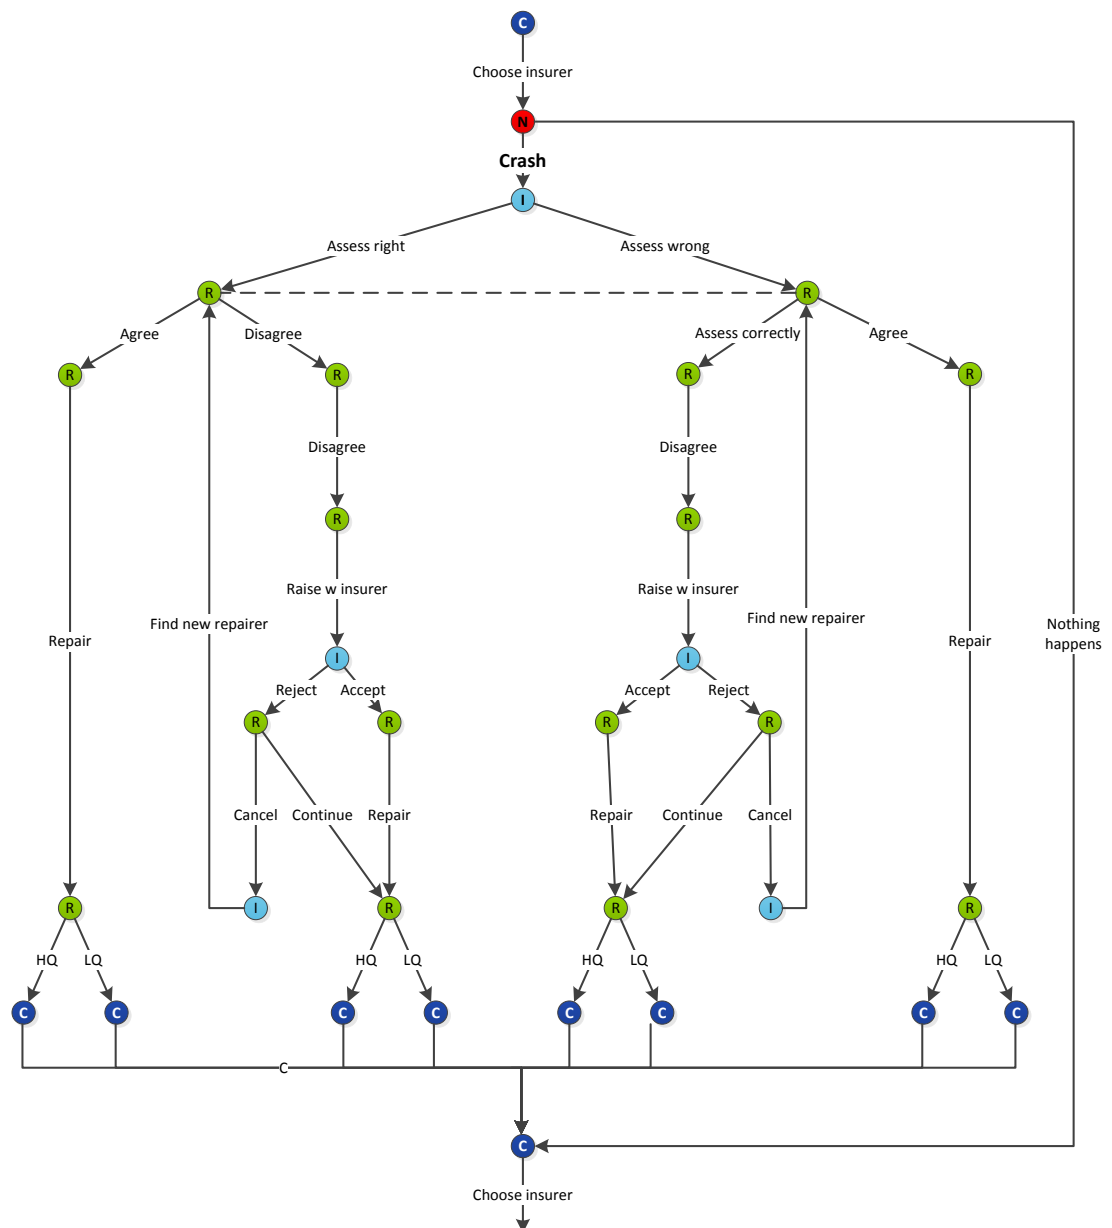 C
Choose insurer
N
Crash
I
Assess right
Assess wrong
R
R
Agree
Disagree
Assess correctly
Agree
R
R
R
R
Disagree
Disagree
R
R
Raise w insurer
Raise w insurer
Find new repairer
Find new repairer
Repair
Repair
Nothing
happens
I
I
Reject
Accept
Accept
Reject
R
R
R
R
Cancel
Continue
Repair
Repair
Continue
Cancel
R
I
R
R
I
R
HQ
LQ
HQ
LQ
HQ
LQ
HQ
LQ
C
C
C
C
C
C
C
C
C
C
Choose insurer